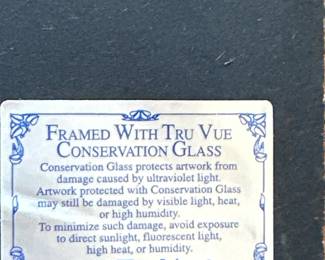 FRAMED WITH TRU VUE
CONSERVATION GLASS
Conservation Glass protects artwork from
damage caused by ultraviolet light.
Artwork protected with Conservation Glass
may still be damaged by visible light, heat,
or high humidity.
To minimize such damage, avoid exposure
to direct sunlight, fluorescent light,
high heat, or humidity.